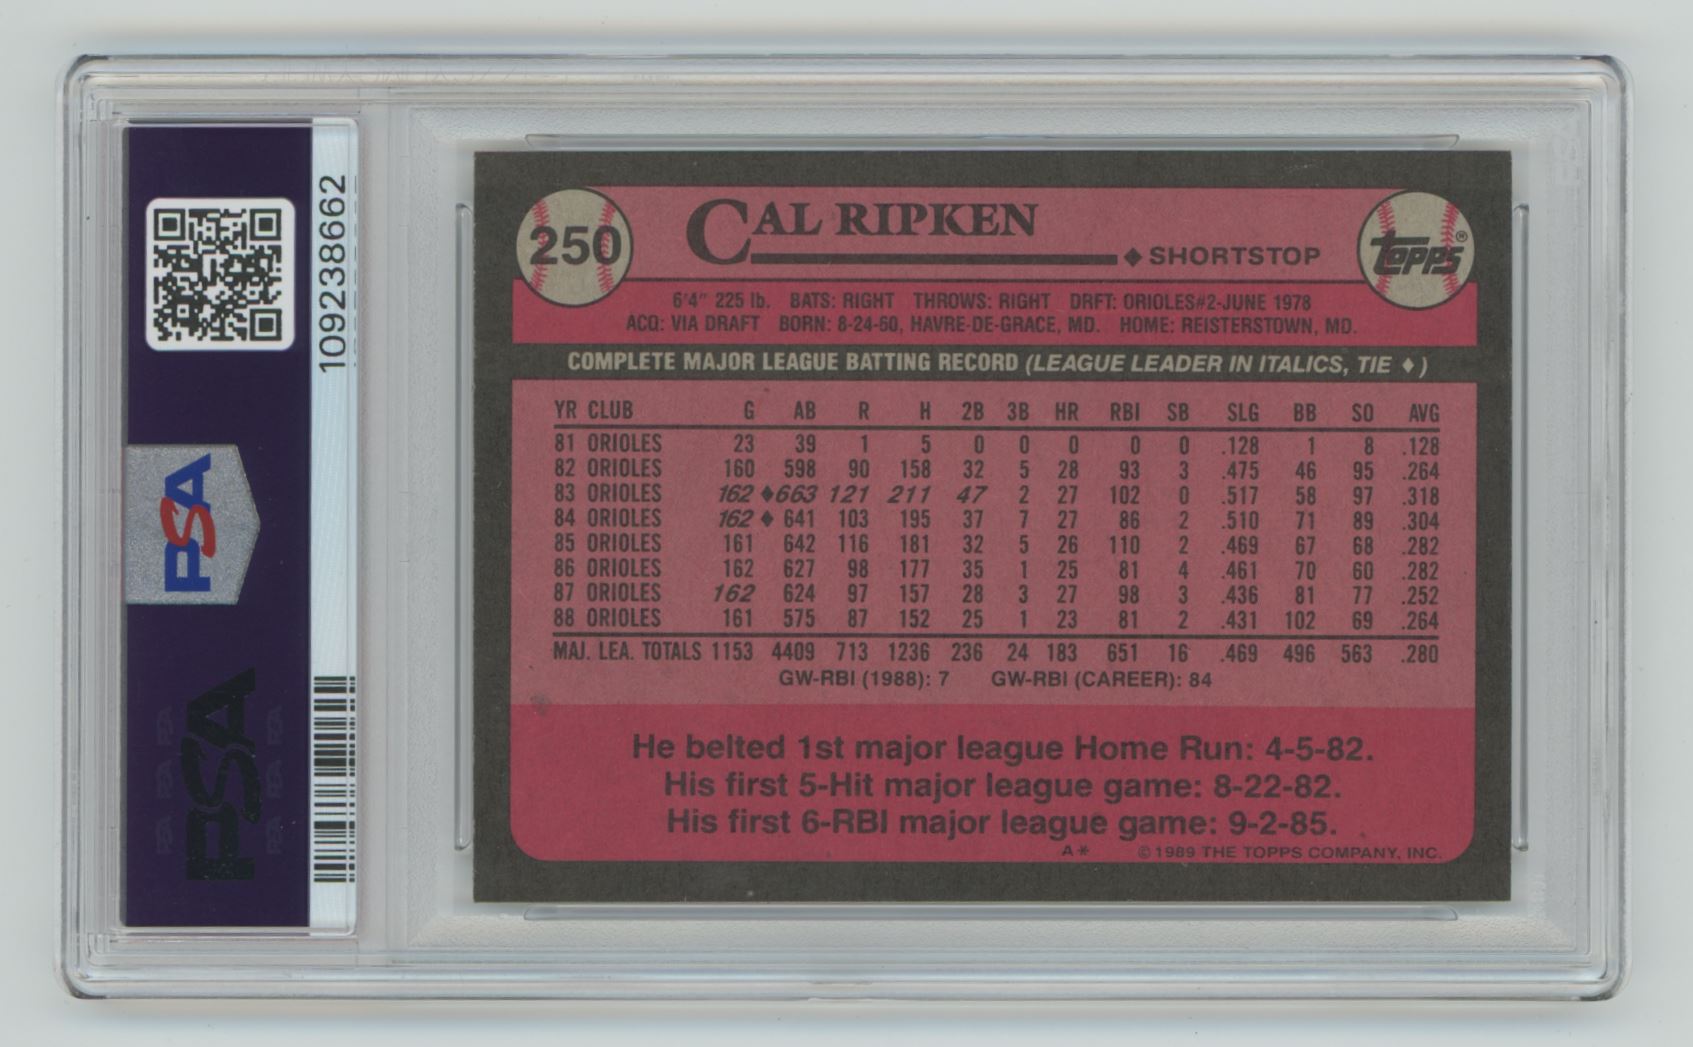 109238662
PSA
PSA
250
CAL RIPKEN
♦ SHORTSTOP
topps®
6'4" 225 lb. BATS: RIGHT THROWS: RIGHT DRFT: ORIOLES#2-JUNE 1978
ACQ: VIA DRAFT BORN: 8-24-60, HAVRE-DE-GRACE, MD. HOME: REISTERSTOWN, MD.
COMPLETE MAJOR LEAGUE BATTING RECORD (LEAGUE LEADER IN ITALICS, TIE ♦)
YR CLUB G AB R H 2B 3B HR RBI SB SLG BB SO AVG
81 ORIOLES 23 39 1 5 0 0 0 0 0 .128 1 8 .128
82 ORIOLES 160 598 90 158 32 5 28 93 3 .475 46 95 .264
83 ORIOLES 162 ♦663 121 211 47 2 27 102 0 .517 58 97 .318
84 ORIOLES 162 ♦ 641 103 195 37 7 27 86 2 .510 71 89 .304
85 ORIOLES 161 642 116 181 32 5 26 110 2 .469 67 68 .282
86 ORIOLES 162 627 98 177 35 1 25 81 4 .461 70 60 .282
87 ORIOLES 162 624 97 157 28 3 27 98 3 .436 81 77 .252
88 ORIOLES 161 575 87 152 25 1 23 81 2 .431 102 69 .264
MAJ. LEA. TOTALS 1153 4409 713 1236 236 24 183 651 16 .469 496 563 .280
GW-RBI (1988): 7 GW-RBI (CAREER): 84
He belted 1st major league Home Run: 4-5-82.
His first 5-Hit major league game: 8-22-82.
His first 6-RBI major league game: 9-2-85.
A* ©1989 THE TOPPS COMPANY, INC.